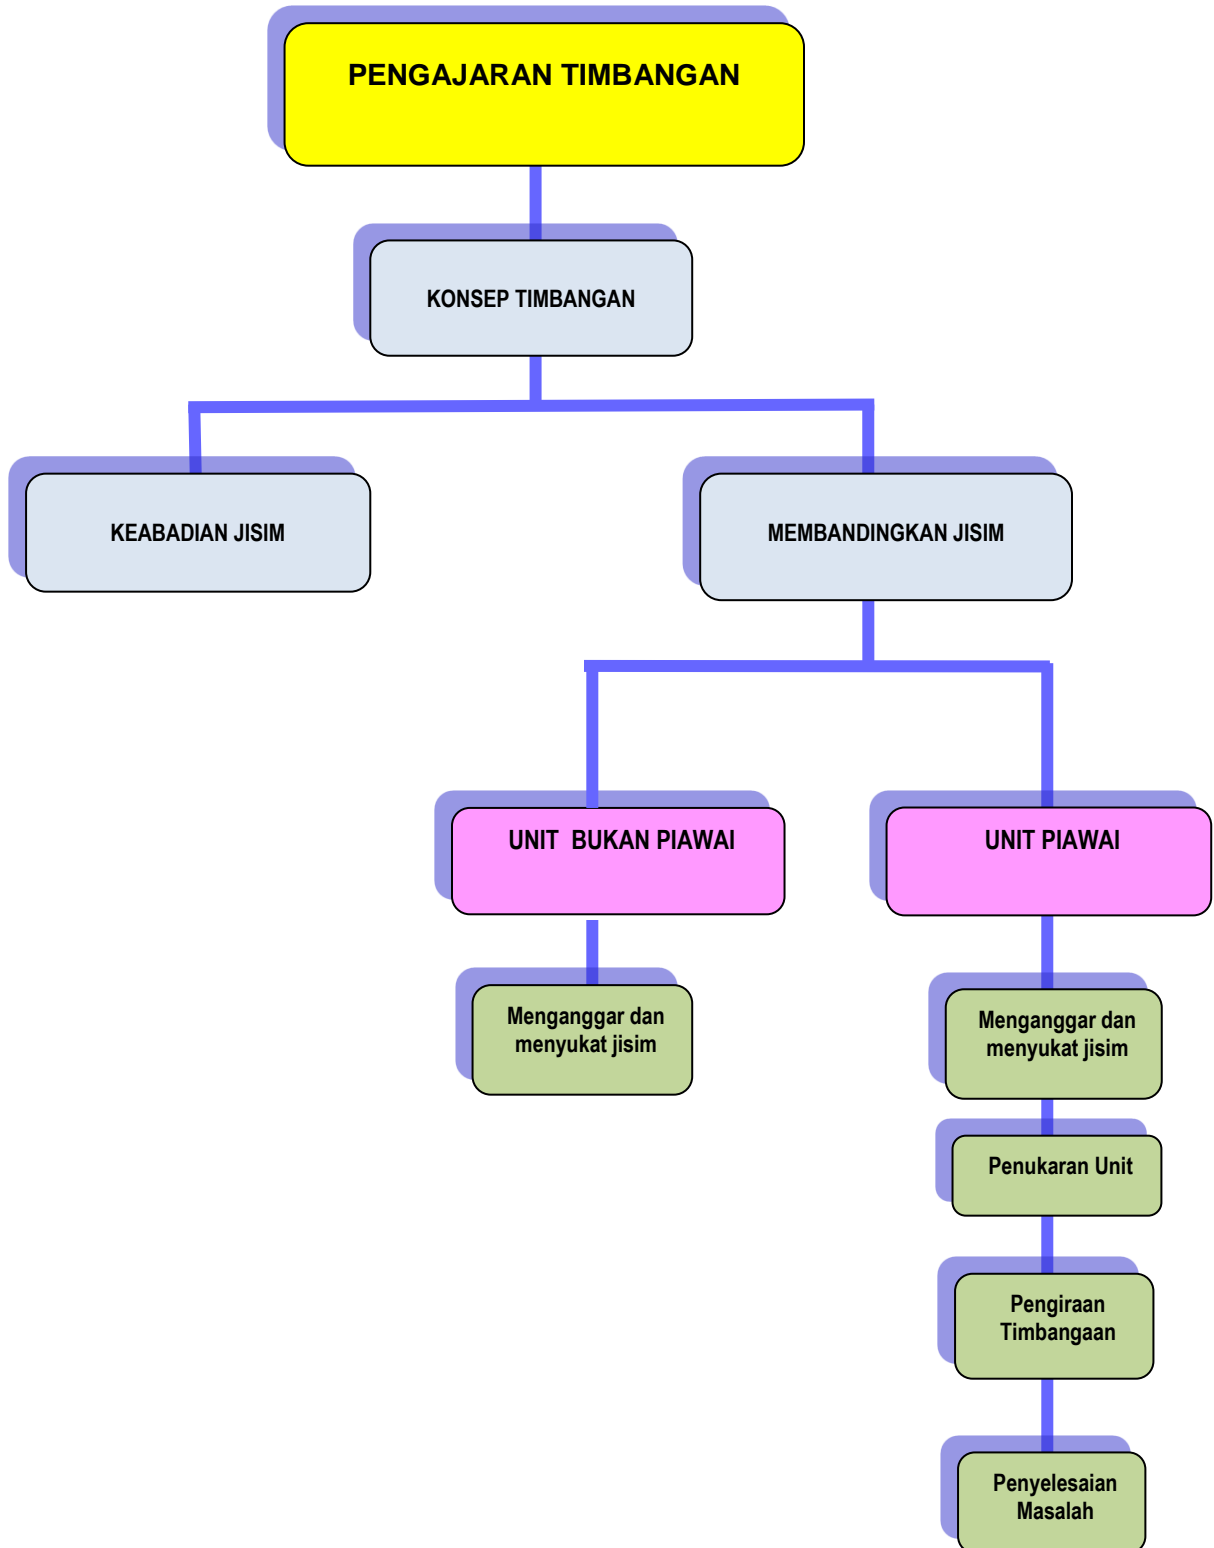 PENGAJARAN TIMBANGAN
KONSEP TIMBANGAN
KEABADIAN JISIM
MEMBANDINGKAN JISIM
UNIT  BUKAN PIAWAI
UNIT PIAWAI
Menganggar dan
menyukat jisim
Menganggar dan
menyukat jisim
Penukaran Unit
Pengiraan
Timbangaan
Penyelesaian
Masalah